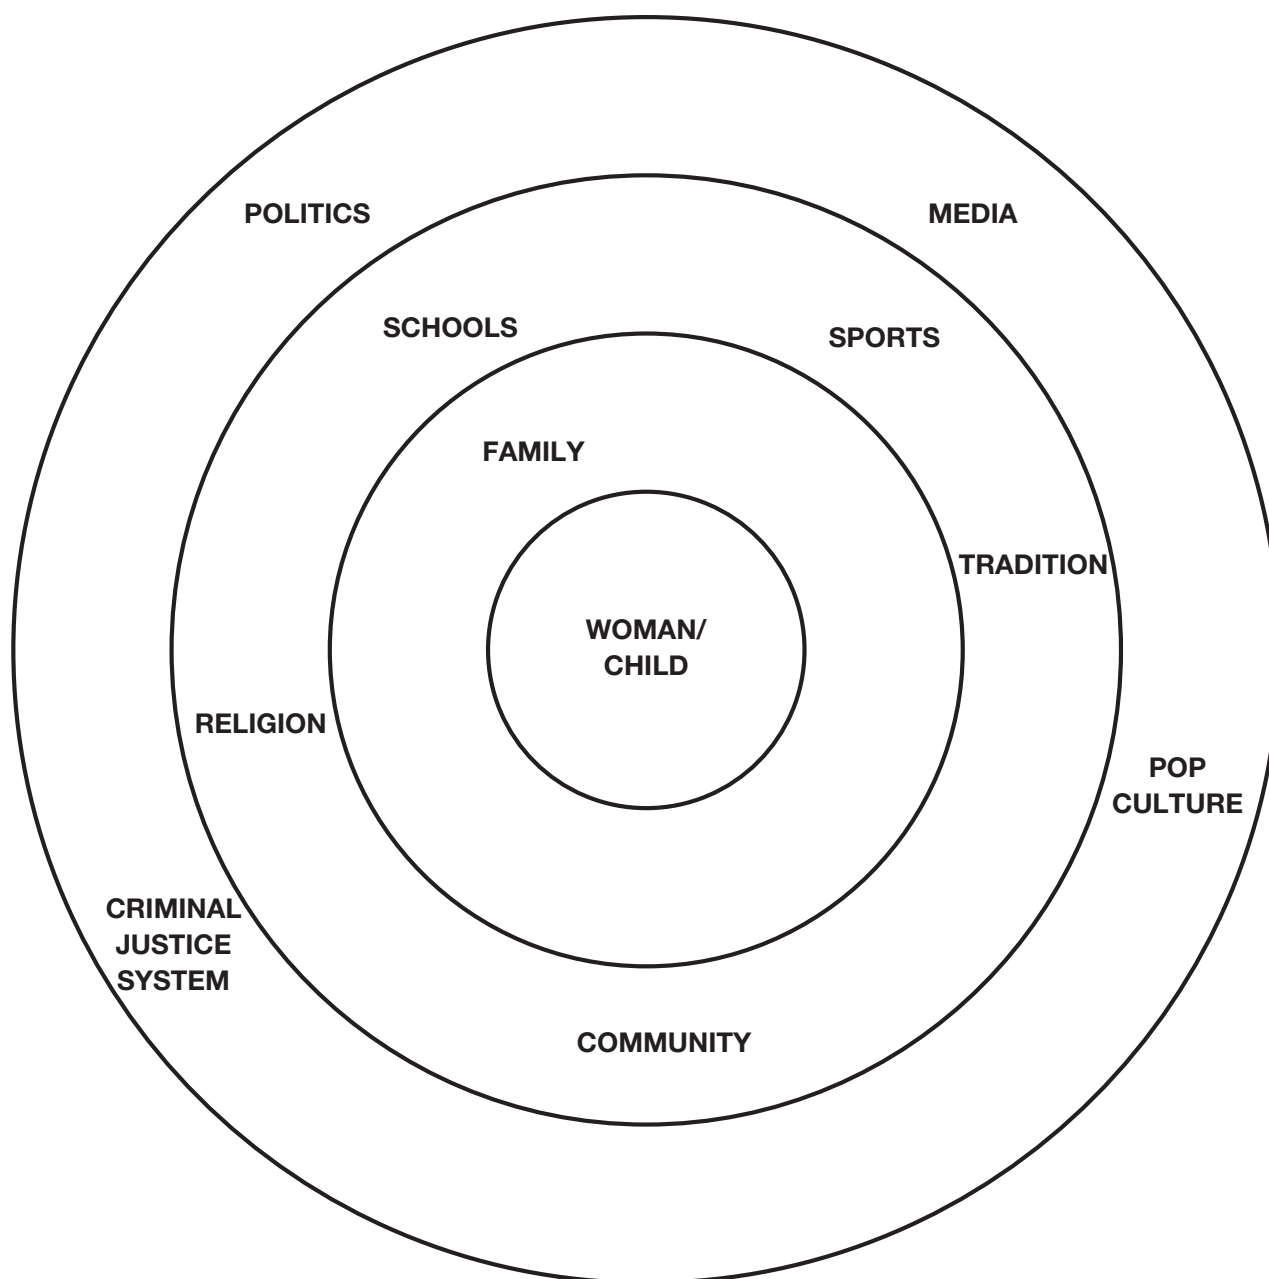 POLITICS
MEDIA
SCHOOLS
SPORTS
FAMILY
TRADITION
WOMAN/
CHILD
RELIGION
POP
CULTURE
CRIMINAL
JUSTICE
SYSTEM
COMMUNITY